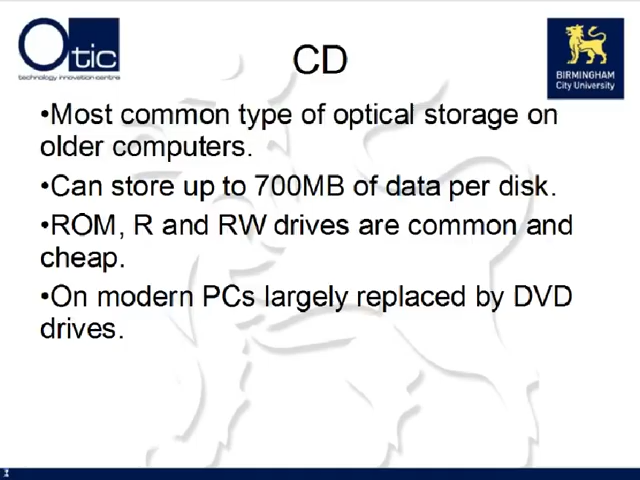 Otic
technology innovation centre
CD
BIRMINGHAM
City University
•Most common type of optical storage on
older computers.
•Can store up to 700MB of data per disk.
•ROM, R and RW drives are common and
cheap.
•On modern PCs largely replaced by DVD
drives.